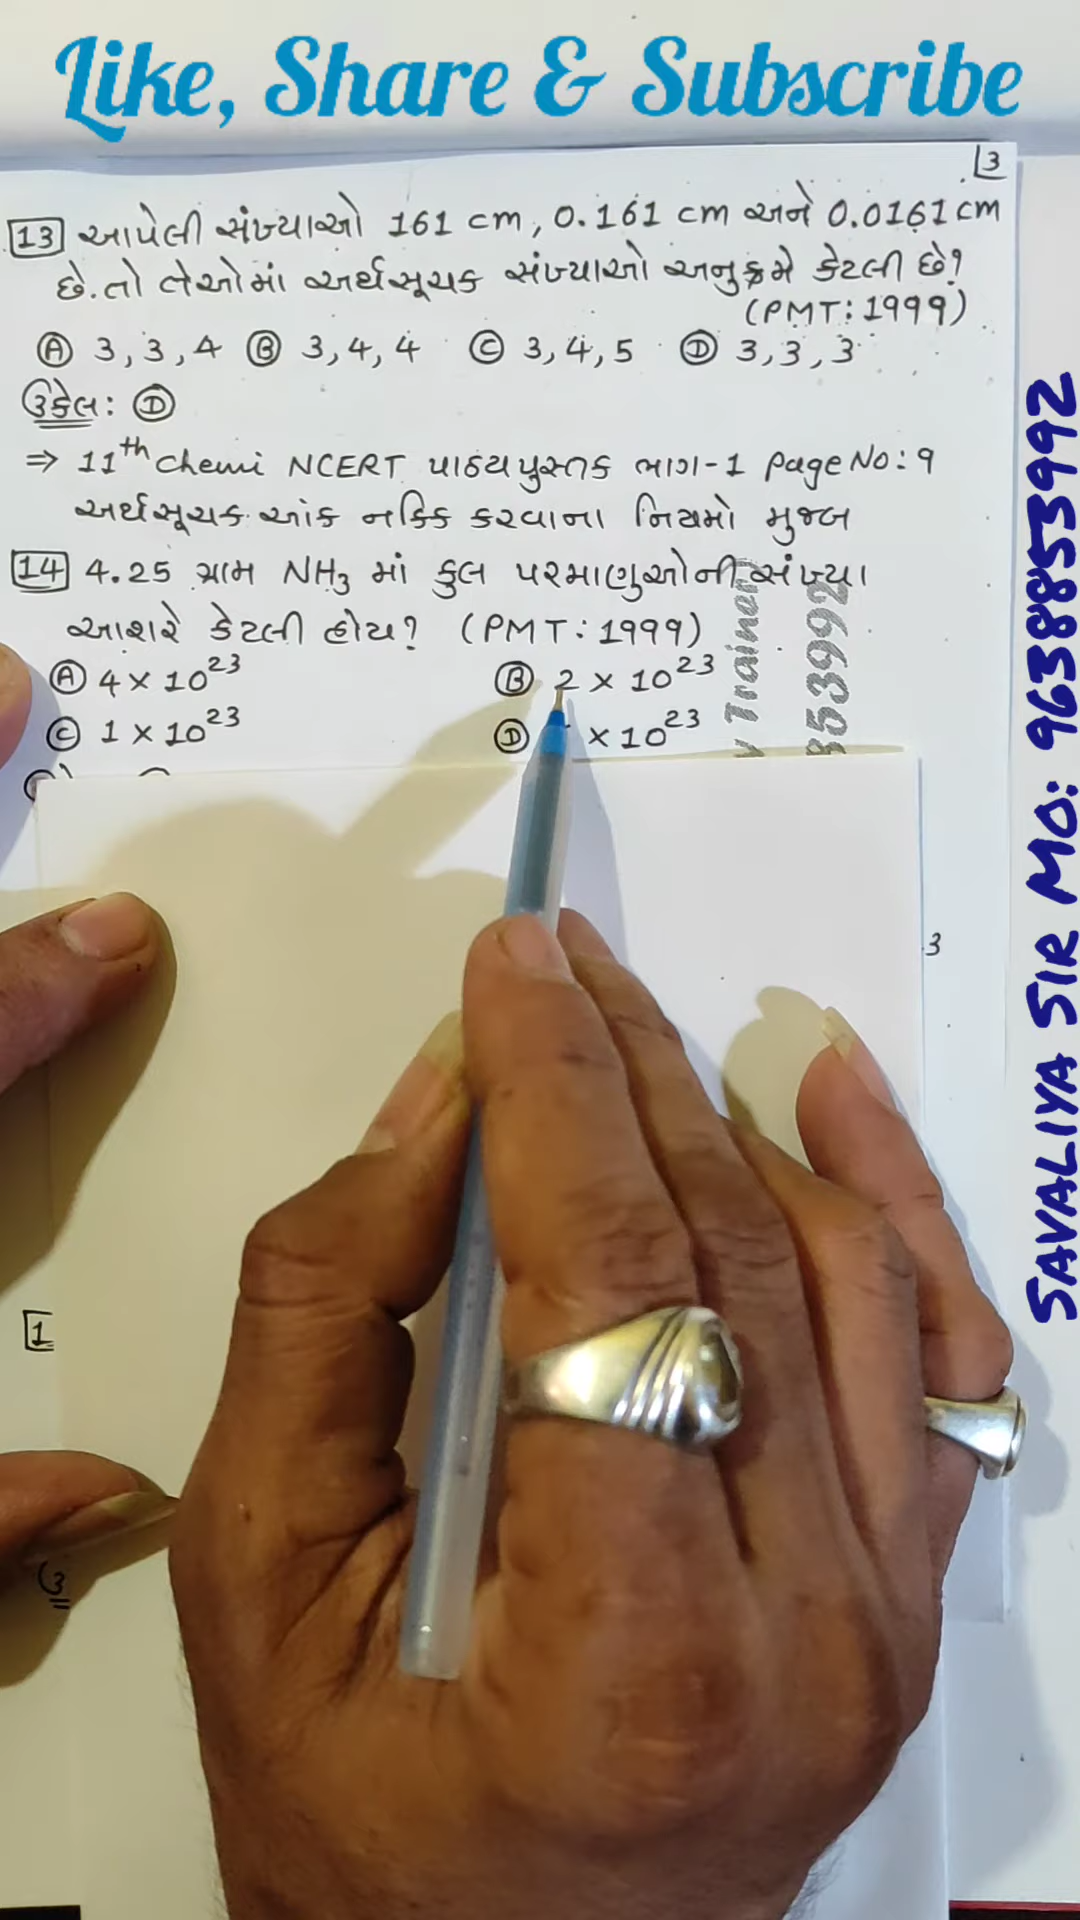 Like, Share & Subscribe
3
13 આપેલી સંખ્યાઓ 161 cm, 0.161 cm અને 0.0161 cm
છે. તો તેઓમાં અર્થસૂચક સંખ્યાઓ અનુક્રમે કેટલી છે?
(PMT: 1999)
(A) 3, 3, 4 (B) 3, 4, 4 (C) 3, 4, 5 (D) 3, 3, 3
ઉકેલ: (D)
⇒ 11th chemi NCERT પાઠ્યપુસ્તક ભાગ-1 Page No: 9
અર્થસૂચક આંક નક્કિ કરવાના નિયમો મુજબ
14 4.25 ગ્રામ NH3 માં કુલ પરમાણુઓની સંખ્યા
આશરે કેટલી હોય? (PMT: 1999)
(A) 4 × 10^23 (B) 2 × 10^23
(C) 1 × 10^23 (D) × 10^23
Trainer)
853992
3
1
SAVALIYA SIR MO: 9638853992